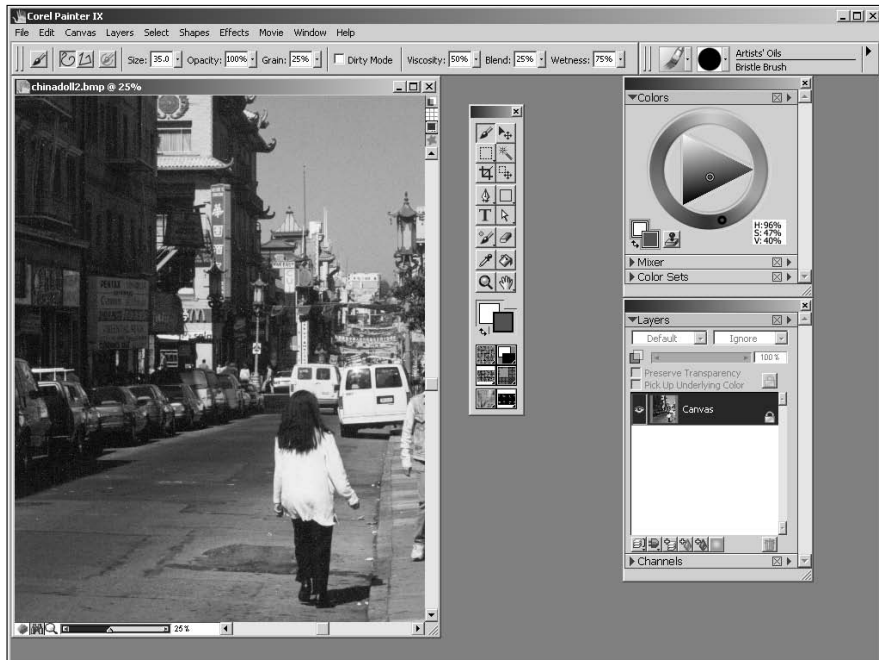 Corel Painter IX
File Edit Canvas Layers Select Shapes Effects Movie Window Help
Size: 35.0 Opacity: 100% Grain: 25% Dirty Mode Viscosity: 50% Blend: 25% Wetness: 75%
Artists' Oils
Bristle Brush
chinadoll2.bmp @ 25%
25%
T
Colors
H: 96%
S: 47%
V: 40%
Mixer
Color Sets
Layers
Default Ignore
100%
Preserve Transparency
Pick Up Underlying Color
Canvas
Channels